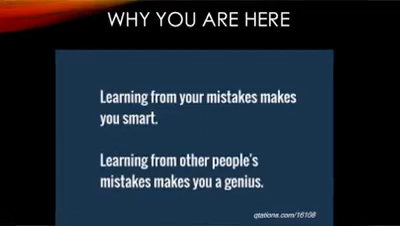 WHY YOU ARE HERE
Learning from your mistakes makes
you smart.
Learning from other people's
mistakes makes you a genius.
qtations.com/16108